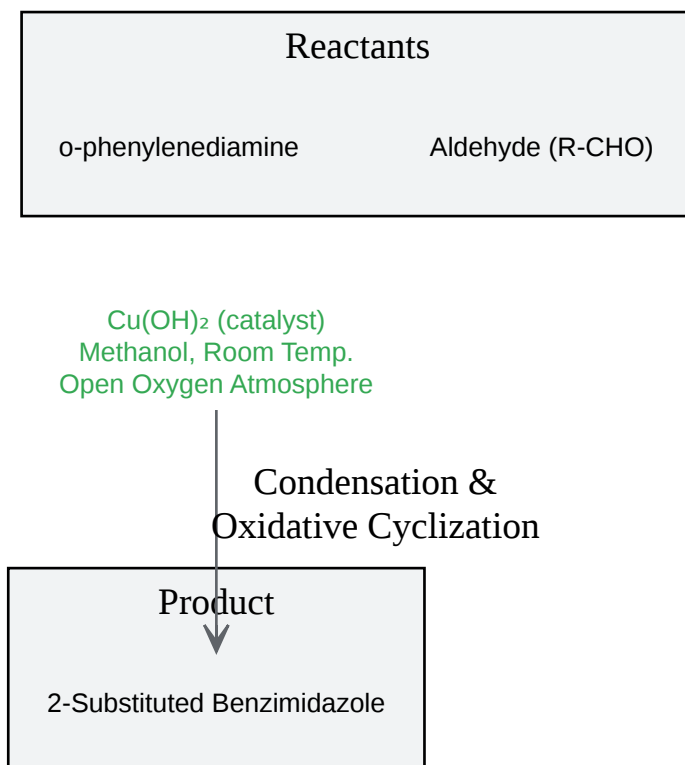 Reactants
o-phenylenediamine
Aldehyde (R-CHO)
Cu(OH)₂ (catalyst)
Methanol, Room Temp.
Open Oxygen Atmosphere
Condensation &
Oxidative Cyclization
Product
2-Substituted Benzimidazole